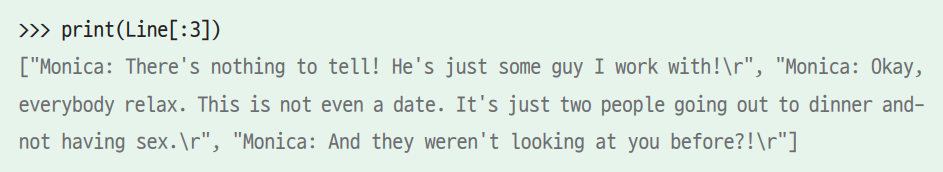 >>> print(Line[:3])
["Monica: There's nothing to tell! He's just some guy I work with!\r", "Monica: Okay,
everybody relax. This is not even a date. It's just two people going out to dinner and-
not having sex.\r", "Monica: And they weren't looking at you before?!\r"]